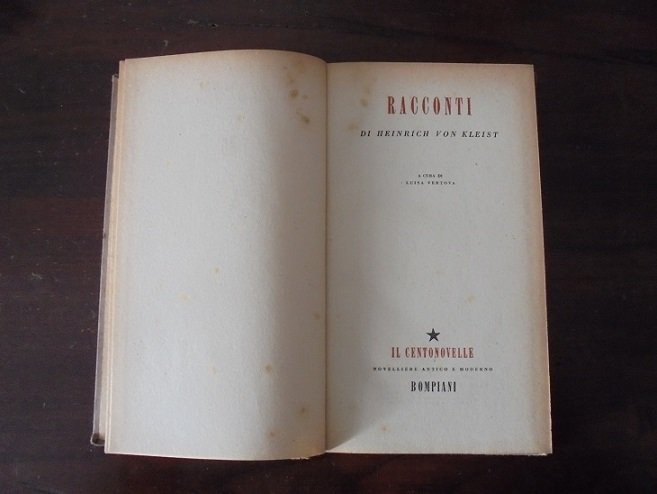 RACCONTI
DI HEINRICH VON KLEIST
A CURA DI
LUISA VERTOVA
IL CENTONOVELLE
NOVELLIERE ANTICO E MODERNO
BOMPIANI